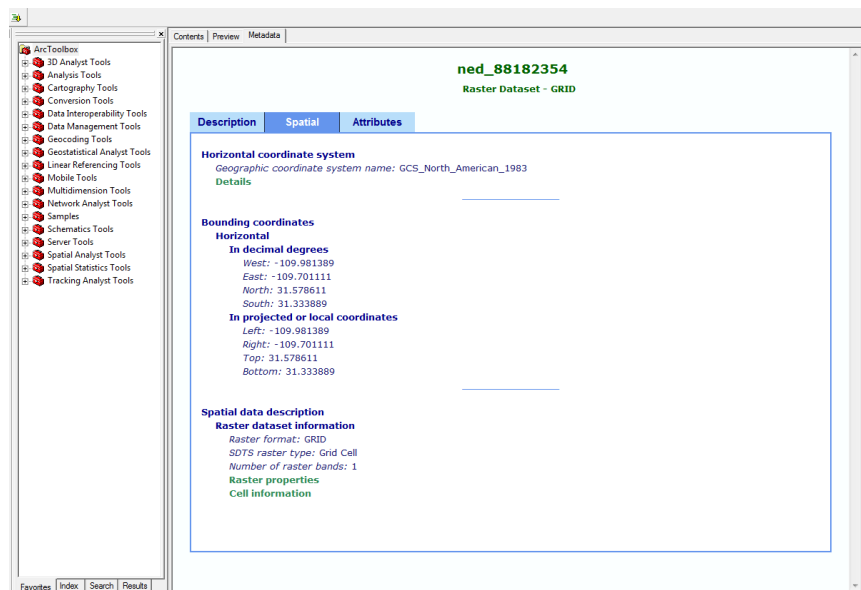 ArcToolbox
3D Analyst Tools
Analysis Tools
Cartography Tools
Conversion Tools
Data Interoperability Tools
Data Management Tools
Geocoding Tools
Geostatistical Analyst Tools
Linear Referencing Tools
Mobile Tools
Multidimension Tools
Network Analyst Tools
Samples
Schematics Tools
Server Tools
Spatial Analyst Tools
Spatial Statistics Tools
Tracking Analyst Tools
Favorites Index Search Results
Contents Preview Metadata
ned_88182354
Raster Dataset - GRID
Description Spatial Attributes
Horizontal coordinate system
Geographic coordinate system name: GCS_North_American_1983
Details
Bounding coordinates
Horizontal
In decimal degrees
West: -109.981389
East: -109.701111
North: 31.578611
South: 31.333889
In projected or local coordinates
Left: -109.981389
Right: -109.701111
Top: 31.578611
Bottom: 31.333889
Spatial data description
Raster dataset information
Raster format: GRID
SDTS raster type: Grid Cell
Number of raster bands: 1
Raster properties
Cell information